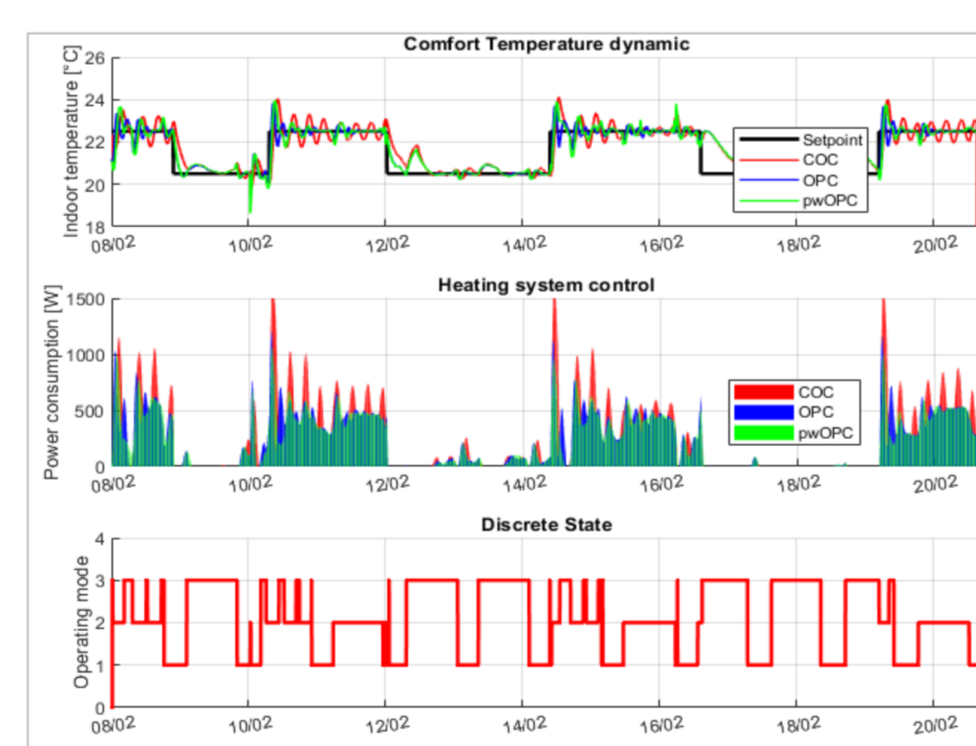 Comfort Temperature dynamic
Indoor temperature [°C]
26
24
22
20
18
Setpoint
COC
OPC
pwOPC
08/02 10/02 12/02 14/02 16/02 18/02 20/02
Heating system control
Power consumption [W]
1500
1000
500
0
COC
OPC
pwOPC
08/02 10/02 12/02 14/02 16/02 18/02 20/02
Discrete State
Operating mode
4
3
2
1
0
08/02 10/02 12/02 14/02 16/02 18/02 20/02